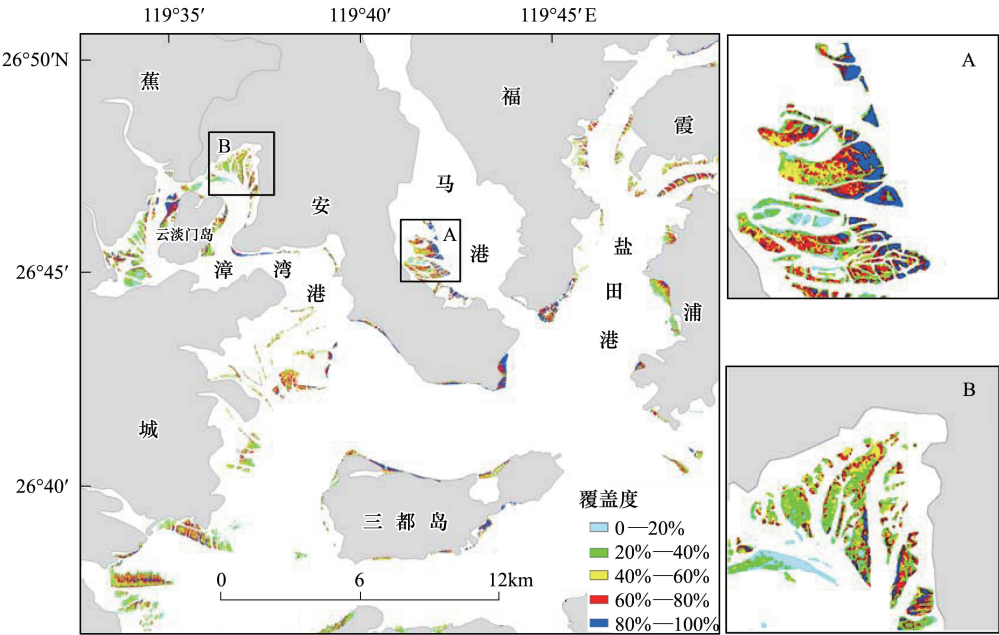 119°35′ 119°40′ 119°45′E
26°50′N
26°45′
26°40′
蕉
城
福
安
霞
浦
马
港
盐
田
港
漳 湾
港
云淡门岛
三 都 岛
A
B
覆盖度
0—20%
20%—40%
40%—60%
60%—80%
80%—100%
0 6 12km
A
B